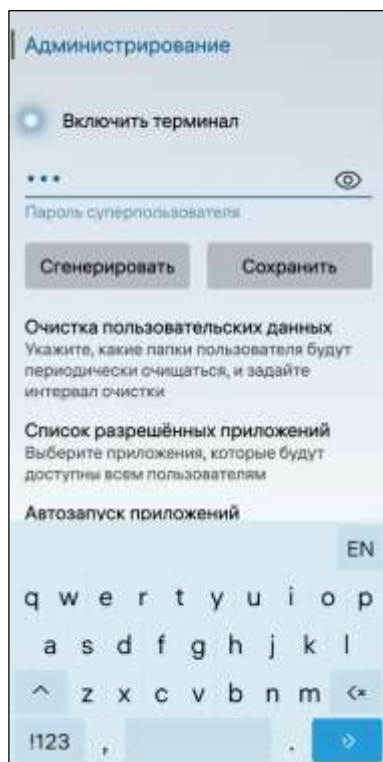 Администрирование
Включить терминал
•••
Пароль суперпользователя
Сгенерировать Сохранить
Очистка пользовательских данных
Укажите, какие папки пользователя будут
периодически очищаться, и задайте
интервал очистки
Список разрешённых приложений
Выберите приложения, которые будут
доступны всем пользователям
Автозапуск приложений
EN
q w e r t y u i o p
a s d f g h j k l
z x c v b n m
!123 , .